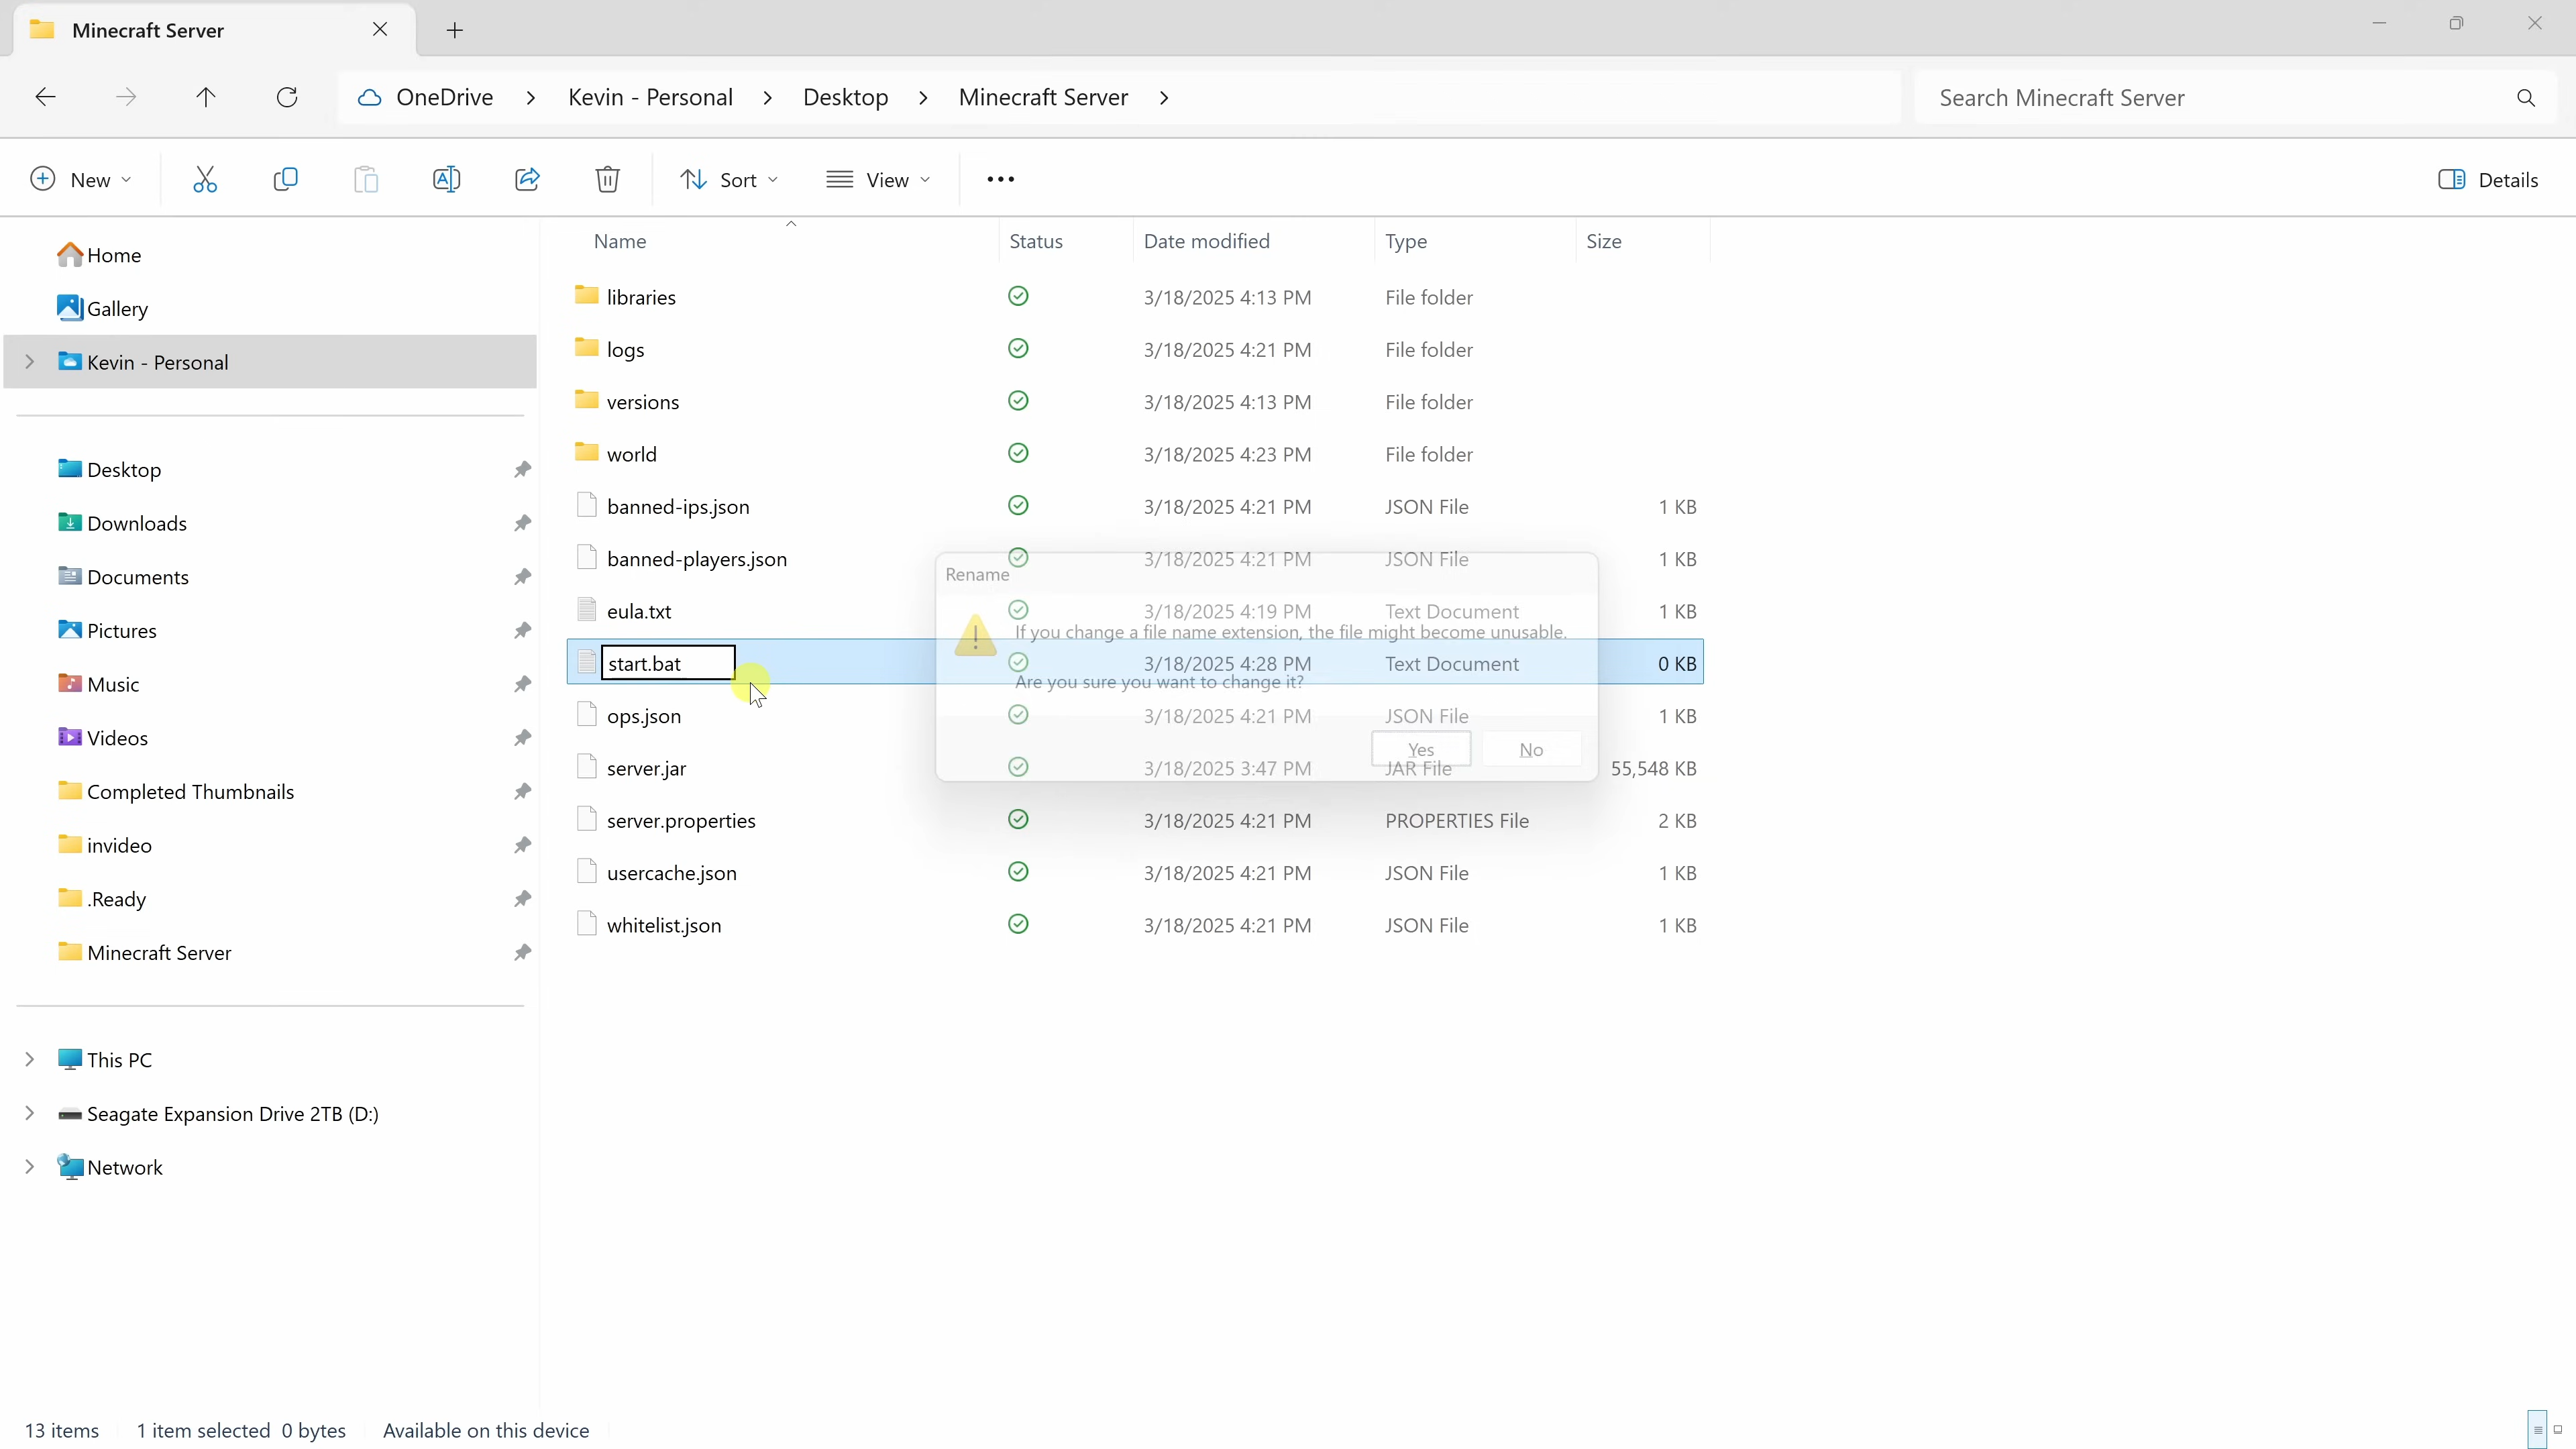 Minecraft Server
OneDrive > Kevin - Personal > Desktop > Minecraft Server >
Search Minecraft Server
New
Sort
View
Details
Home
Gallery
Kevin - Personal
Desktop
Downloads
Documents
Pictures
Music
Videos
Completed Thumbnails
invideo
.Ready
Minecraft Server
This PC
Seagate Expansion Drive 2TB (D:)
Network
Name Status Date modified Type Size
libraries 3/18/2025 4:13 PM File folder
logs 3/18/2025 4:21 PM File folder
versions 3/18/2025 4:13 PM File folder
world 3/18/2025 4:23 PM File folder
banned-ips.json 3/18/2025 4:21 PM JSON File 1 KB
banned-players.json 3/18/2025 4:21 PM JSON File 1 KB
eula.txt 3/18/2025 4:19 PM Text Document 1 KB
start.bat 3/18/2025 4:28 PM Text Document 0 KB
ops.json 3/18/2025 4:21 PM JSON File 1 KB
server.jar 3/18/2025 3:47 PM JAR File 55,548 KB
server.properties 3/18/2025 4:21 PM PROPERTIES File 2 KB
usercache.json 3/18/2025 4:21 PM JSON File 1 KB
whitelist.json 3/18/2025 4:21 PM JSON File 1 KB
Rename
If you change a file name extension, the file might become unusable.
Are you sure you want to change it?
Yes No
13 items 1 item selected 0 bytes Available on this device